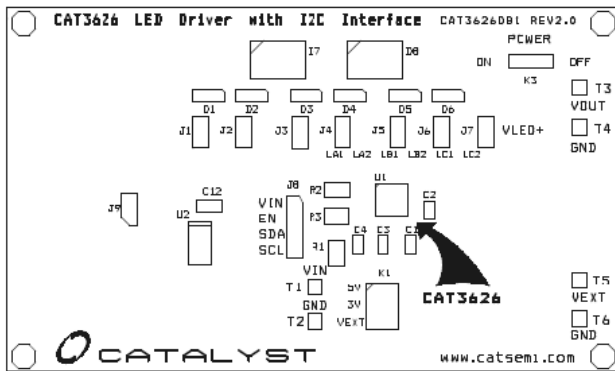 CAT3626 LED Driver with I2C Interface CAT3626DB1 REV2.0
POWER
ON OFF
K3
I7 D8
T3
VOUT
D1 D2 D3 D4 D5 D6
J1 J2 J3 J4 J5 J6 J7 VLED+
T4
GND
LA1 LA2 LB1 LB2 LC1 LC2
J9
C12
U2
J8
VIN
EN
SDA
SCL
R2
R3
R1
U1
C2
C4 C3 C1
CAT3626
VIN
T1
GND
T2
K1
5V
3V
VEXT
T5
VEXT
T6
GND
CATALYST
www.catsemi.com